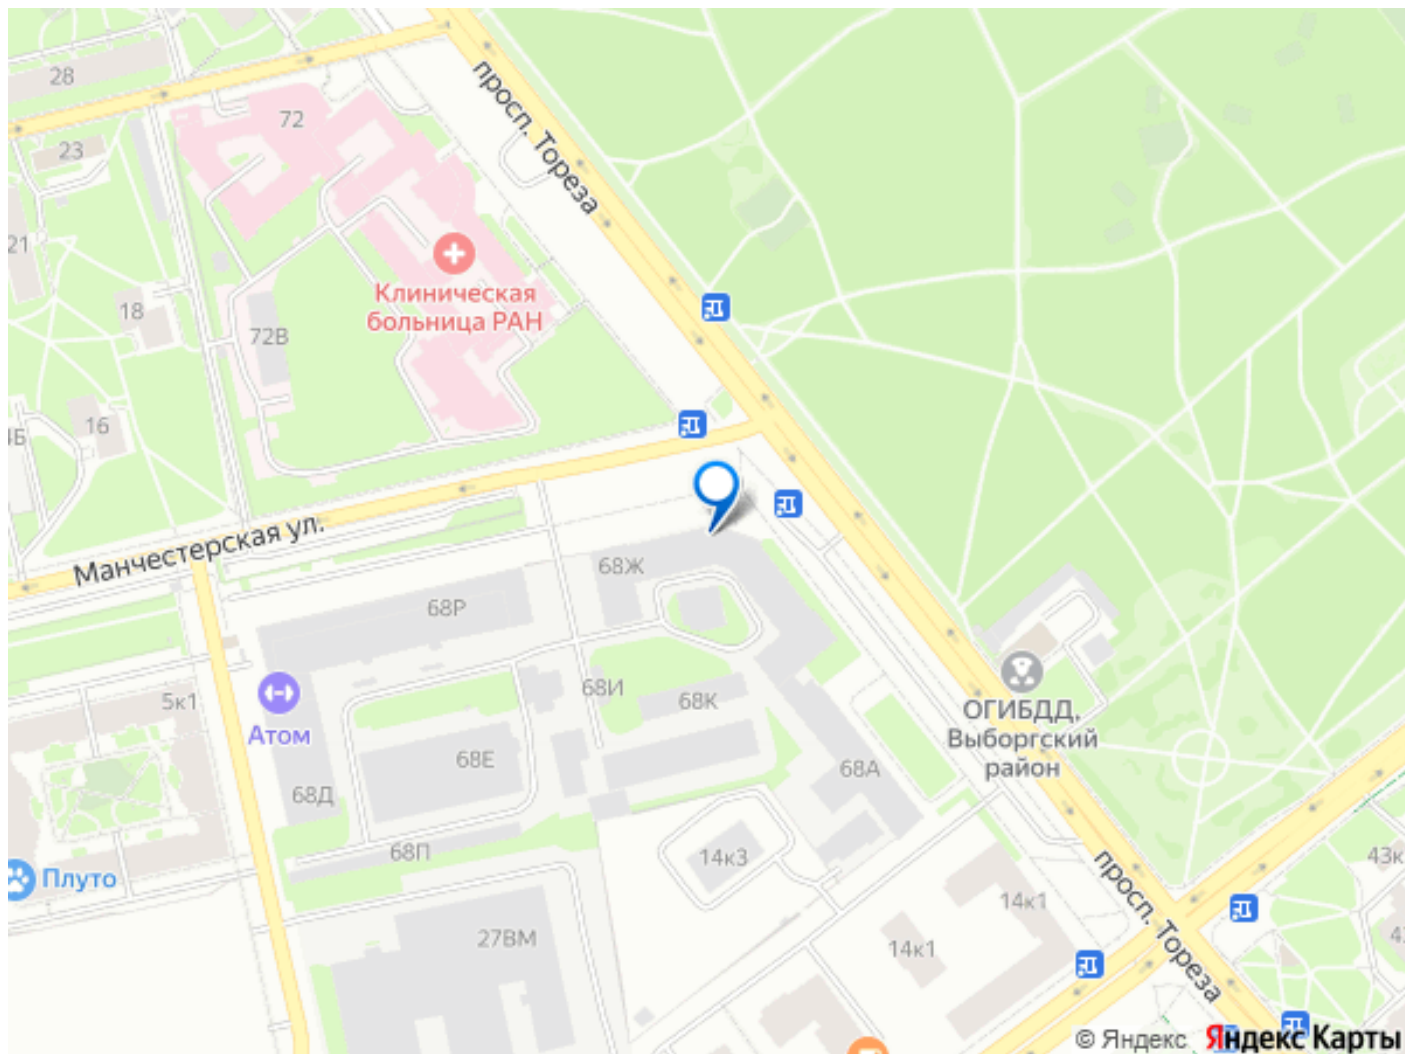 28
72
23
просп. Тореза
21
Клиническая
больница РАН
18
72В
16
Манчестерская ул.
68Ж
68Р
5к1
68И
68К
Атом
ОГИБДД,
Выборгский
район
68Е
68А
68Д
68П
14к3
Плуто
43к
просп. Тореза
14к1
27ВМ
14к1
© Яндекс Яндекс Карты